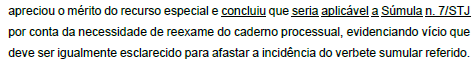 apreciou o mérito do recurso especial e concluiu que seria aplicável a Súmula n. 7/STJ
por conta da necessidade de reexame do caderno processual, evidenciando vício que
deve ser igualmente esclarecido para afastar a incidência do verbete sumular referido.